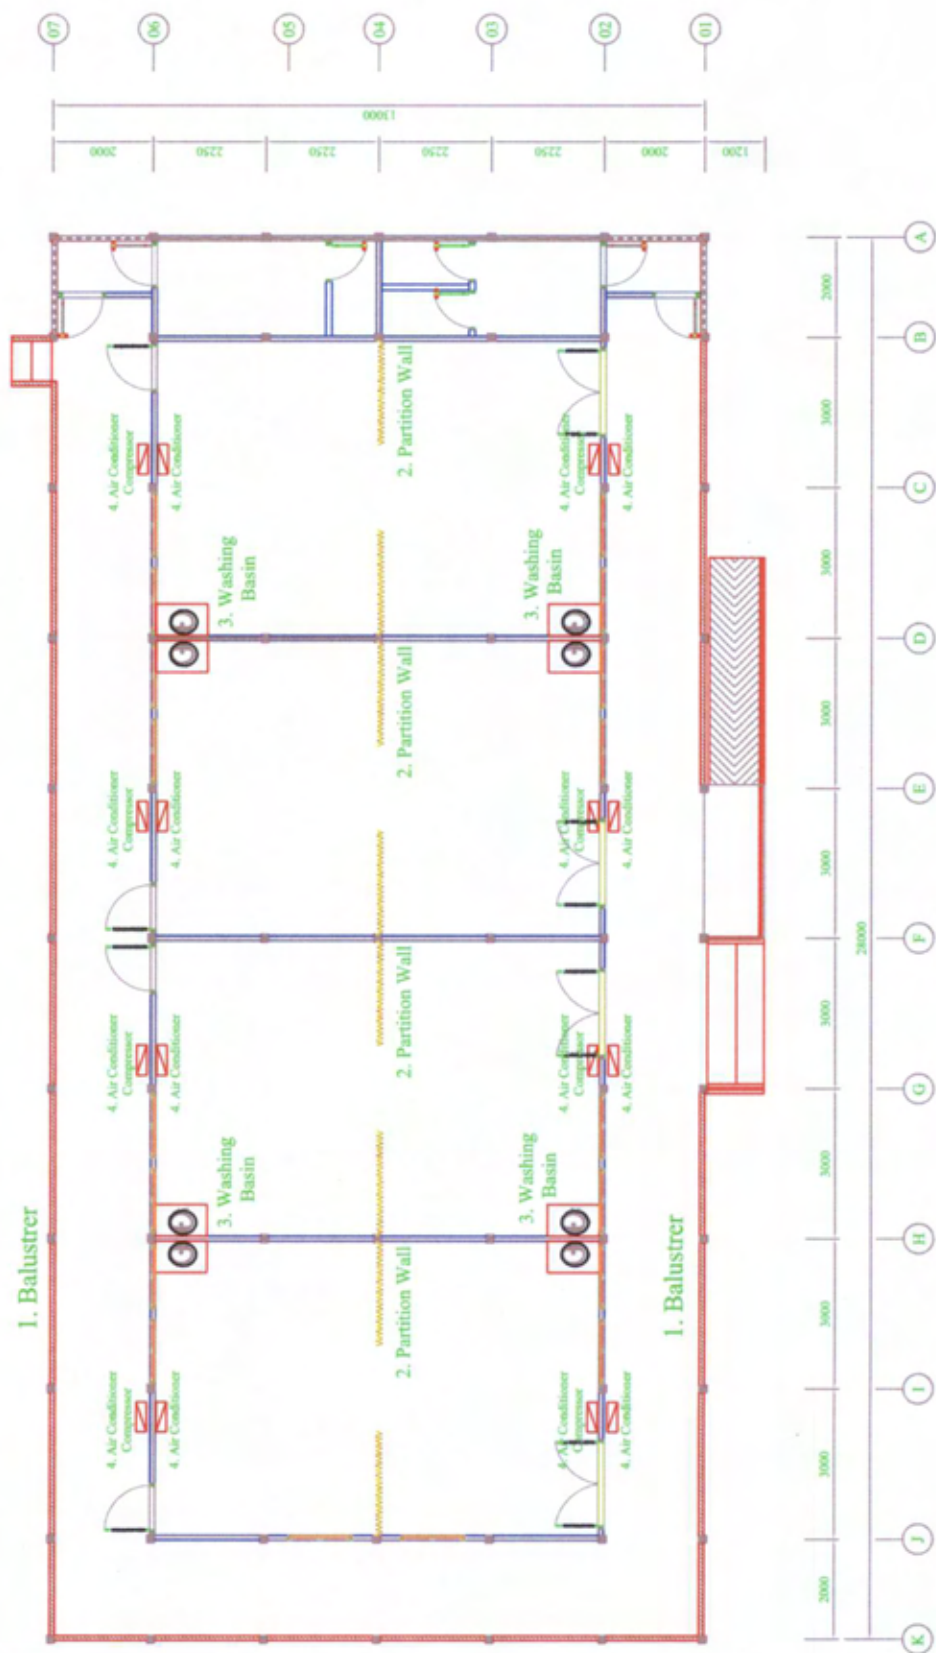 07
06
05
04
03
02
01
13000
2000
2250
2250
2250
2250
2000
1200
A
2000
B
3000
2. Partition Wall
4. Air Conditioner
Compressor
4. Air Conditioner
4. Air Conditioner
Compressor
4. Air Conditioner
C
3000
3. Washing
Basin
3. Washing
Basin
D
2. Partition Wall
3000
E
4. Air Conditioner
Compressor
4. Air Conditioner
4. Air Conditioner
Compressor
4. Air Conditioner
3000
F
28000
2. Partition Wall
3000
4. Air Conditioner
Compressor
4. Air Conditioner
4. Air Conditioner
Compressor
4. Air Conditioner
G
3000
3. Washing
Basin
3. Washing
Basin
H
1. Balustrer
2. Partition Wall
1. Balustrer
3000
I
4. Air Conditioner
Compressor
4. Air Conditioner
4. Air Conditioner
Compressor
4. Air Conditioner
3000
J
2000
K